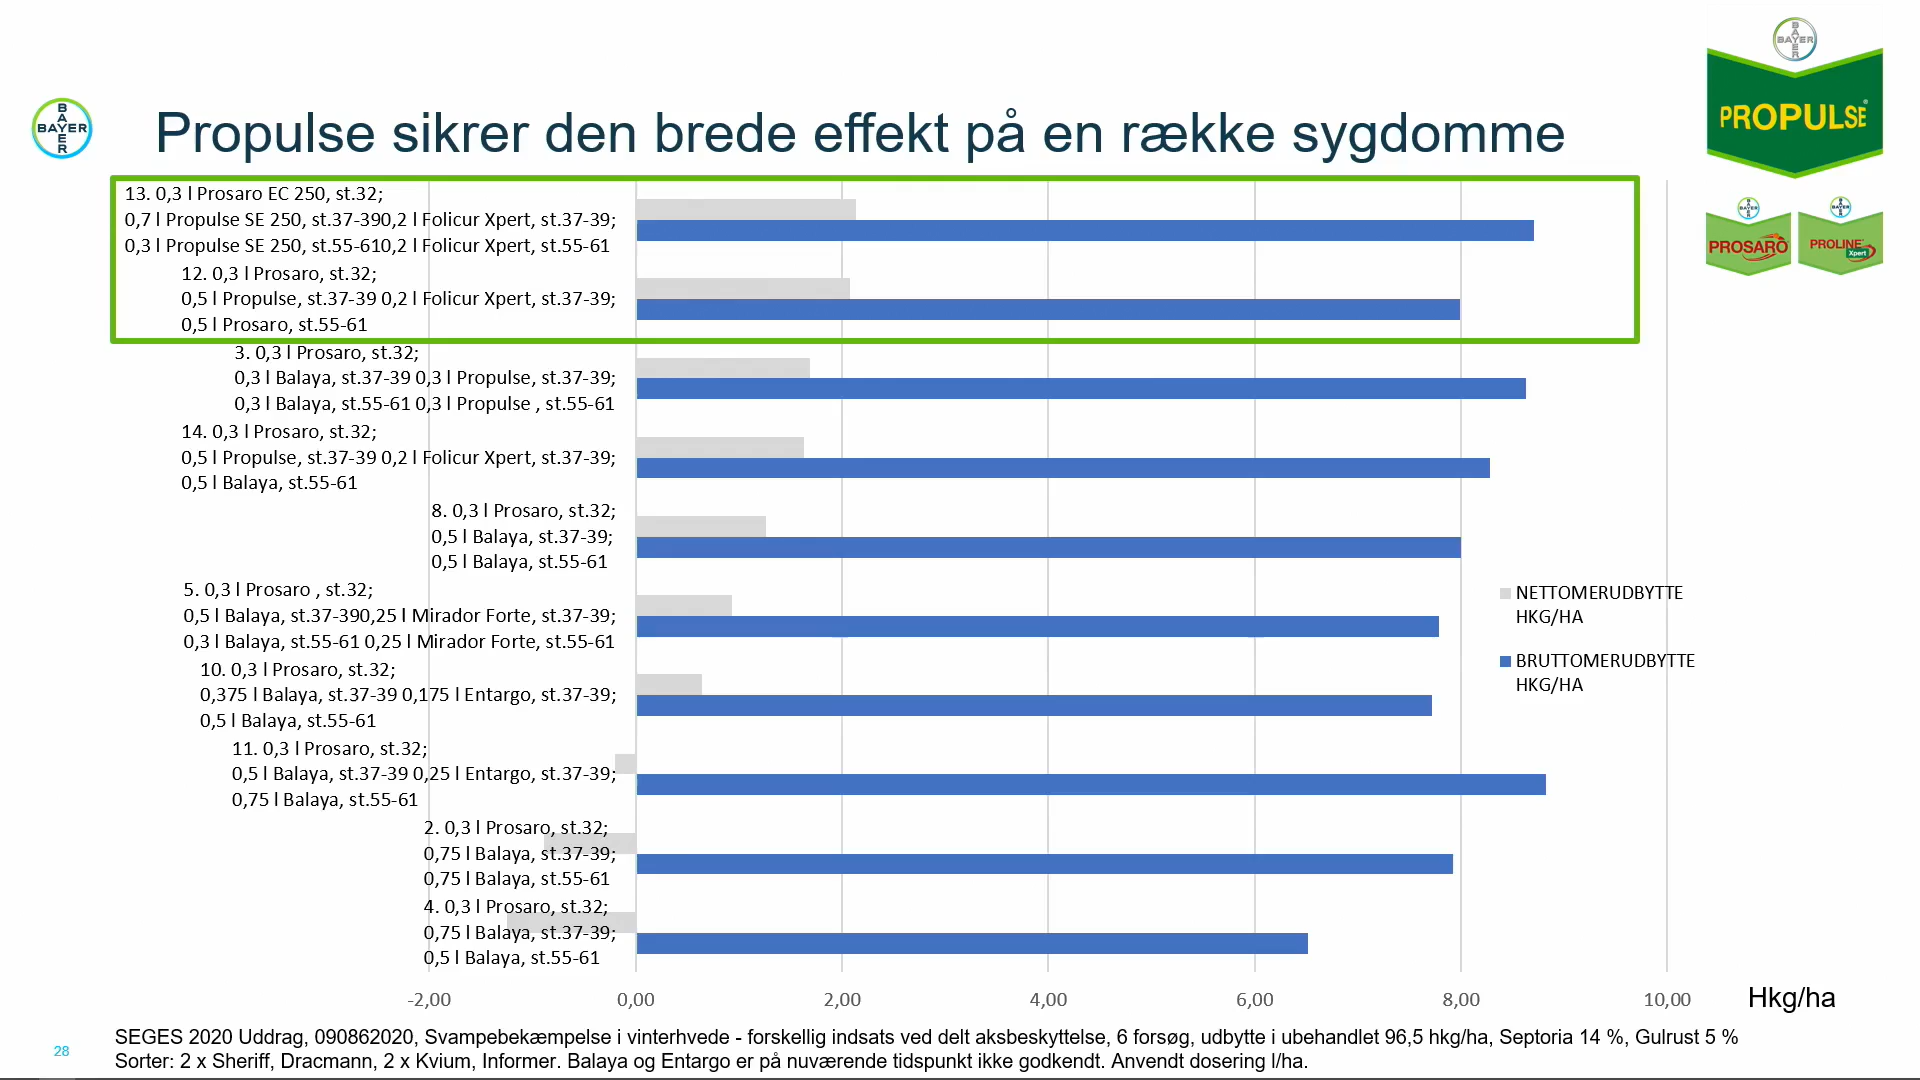 BAYER
BAYER
PROPULSE®
Propulse sikrer den brede effekt på en række sygdomme
BAYER
BAYER
PROSARO
PROLINE
Xpert
13. 0,3 l Prosaro EC 250, st.32;
0,7 l Propulse SE 250, st.37-390,2 l Folicur Xpert, st.37-39;
0,3 l Propulse SE 250, st.55-610,2 l Folicur Xpert, st.55-61
12. 0,3 l Prosaro, st.32;
0,5 l Propulse, st.37-39 0,2 l Folicur Xpert, st.37-39;
0,5 l Prosaro, st.55-61
3. 0,3 l Prosaro, st.32;
0,3 l Balaya, st.37-39 0,3 l Propulse, st.37-39;
0,3 l Balaya, st.55-61 0,3 l Propulse , st.55-61
14. 0,3 l Prosaro, st.32;
0,5 l Propulse, st.37-39 0,2 l Folicur Xpert, st.37-39;
0,5 l Balaya, st.55-61
8. 0,3 l Prosaro, st.32;
0,5 l Balaya, st.37-39;
0,5 l Balaya, st.55-61
5. 0,3 l Prosaro , st.32;
0,5 l Balaya, st.37-390,25 l Mirador Forte, st.37-39;
0,3 l Balaya, st.55-61 0,25 l Mirador Forte, st.55-61
10. 0,3 l Prosaro, st.32;
0,375 l Balaya, st.37-39 0,175 l Entargo, st.37-39;
0,5 l Balaya, st.55-61
11. 0,3 l Prosaro, st.32;
0,5 l Balaya, st.37-39 0,25 l Entargo, st.37-39;
0,75 l Balaya, st.55-61
2. 0,3 l Prosaro, st.32;
0,75 l Balaya, st.37-39;
0,75 l Balaya, st.55-61
4. 0,3 l Prosaro, st.32;
0,75 l Balaya, st.37-39;
0,5 l Balaya, st.55-61
NETTOMERUDBYTTE
HKG/HA
BRUTTOMERUDBYTTE
HKG/HA
-2,00 0,00 2,00 4,00 6,00 8,00 10,00 Hkg/ha
SEGES 2020 Uddrag, 090862020, Svampebekæmpelse i vinterhvede - forskellig indsats ved delt aksbeskyttelse, 6 forsøg, udbytte i ubehandlet 96,5 hkg/ha, Septoria 14 %, Gulrust 5 %
Sorter: 2 x Sheriff, Dracmann, 2 x Kvium, Informer. Balaya og Entargo er på nuværende tidspunkt ikke godkendt. Anvendt dosering l/ha.
28